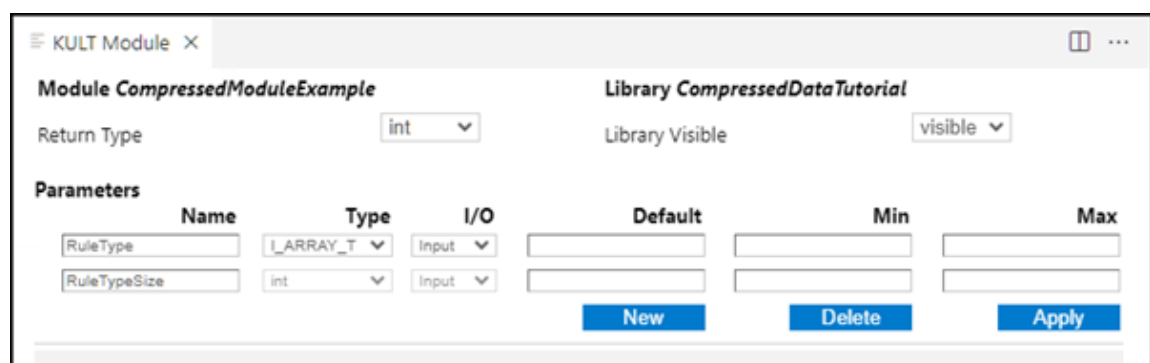 KULT Module
Module CompressedModuleExample Library CompressedDataTutorial
Return Type int Library Visible visible
Parameters
Name Type I/O Default Min Max
RuleType I_ARRAY_T Input
RuleTypeSize int Input
New Delete Apply